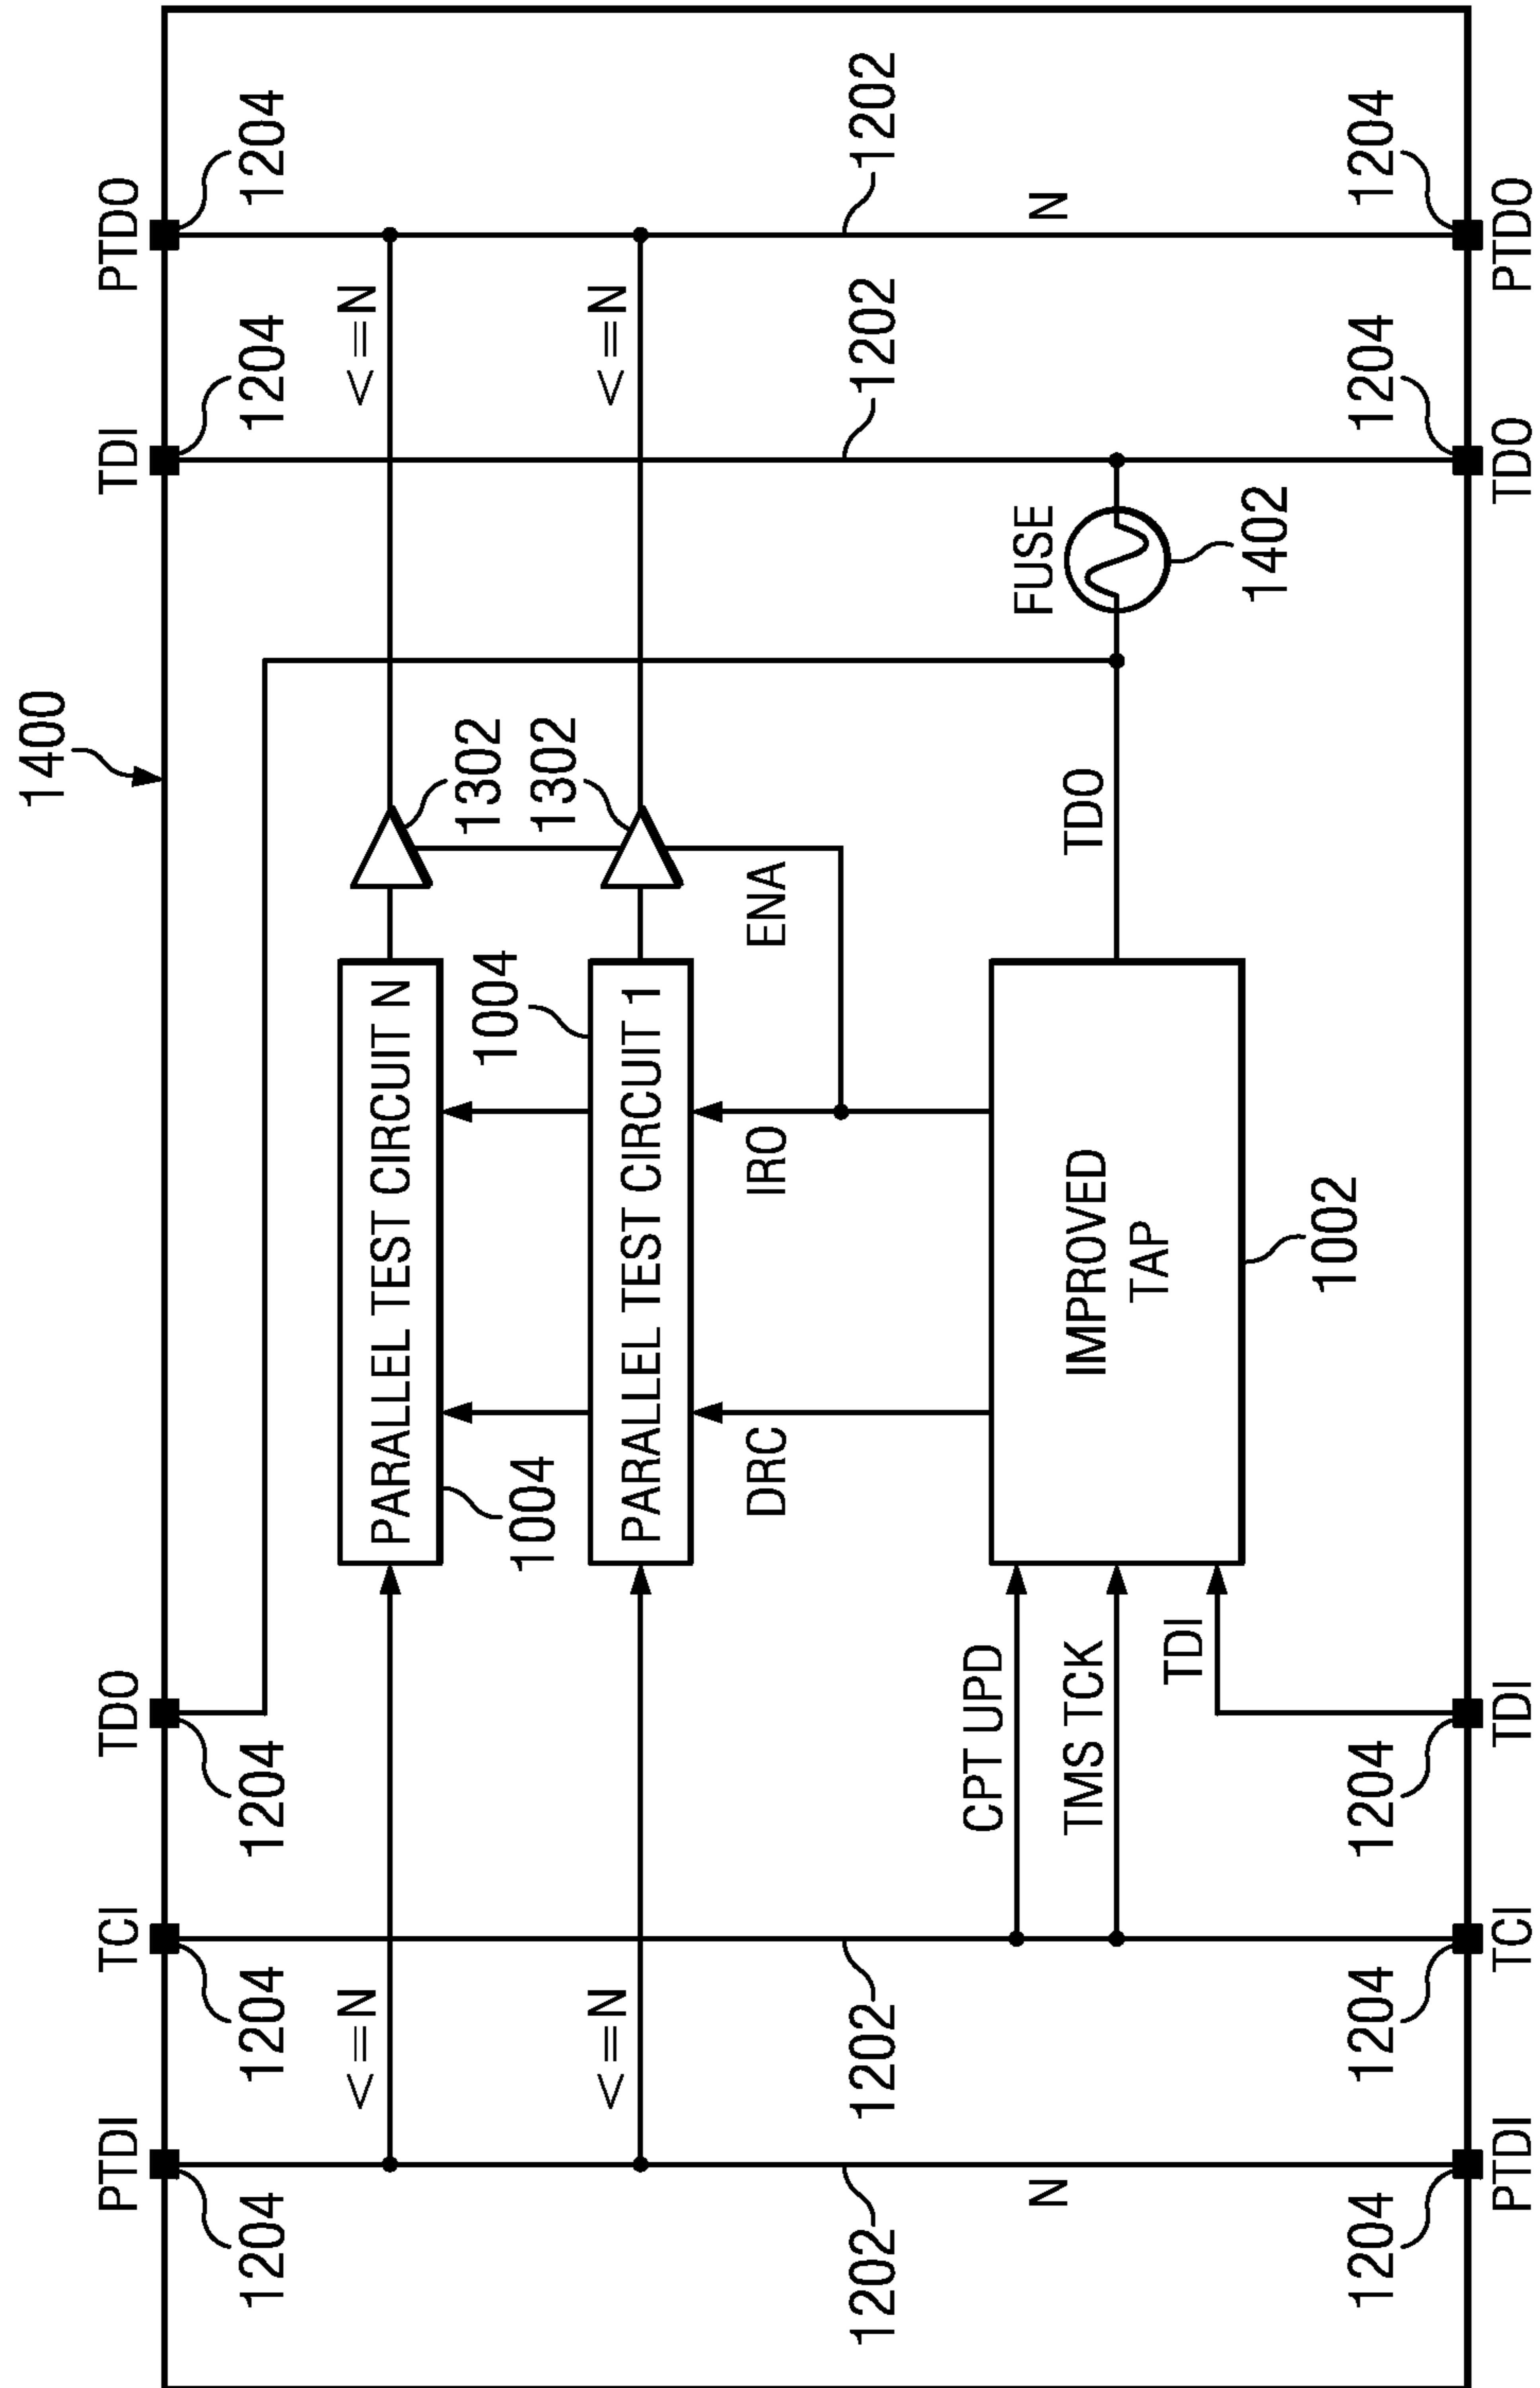 1400
PTDI
TCI
TDO
TDI
PTDO
1204
1204
1204
1204
1204
<=N
<=N
PARALLEL TEST CIRCUIT N
1004
1302
1004
1302
<=N
<=N
PARALLEL TEST CIRCUIT 1
DRC
IRO
ENA
1202
1202
1202
1202
CPT UPD
FUSE
N
N
TMS TCK
IMPROVED
TAP
TDO
TDI
1402
1002
1204
1204
1204
1204
1204
PTDI
TCI
TDI
TDO
PTDO